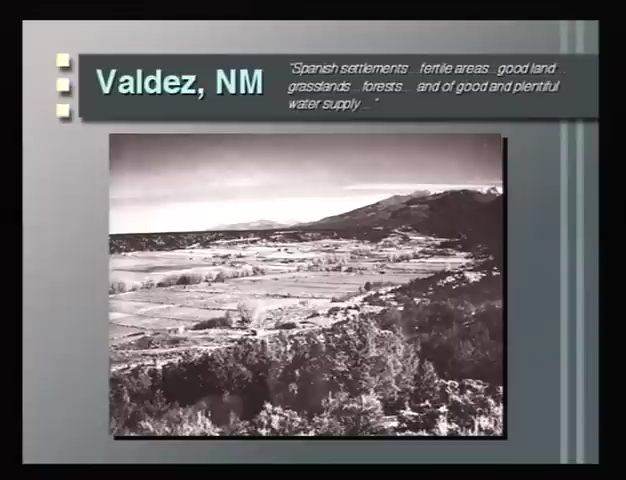 Valdez, NM
"Spanish settlements ... fertile areas ... good land ...
grasslands ... forests ... and of good and plentiful
water supply ..."